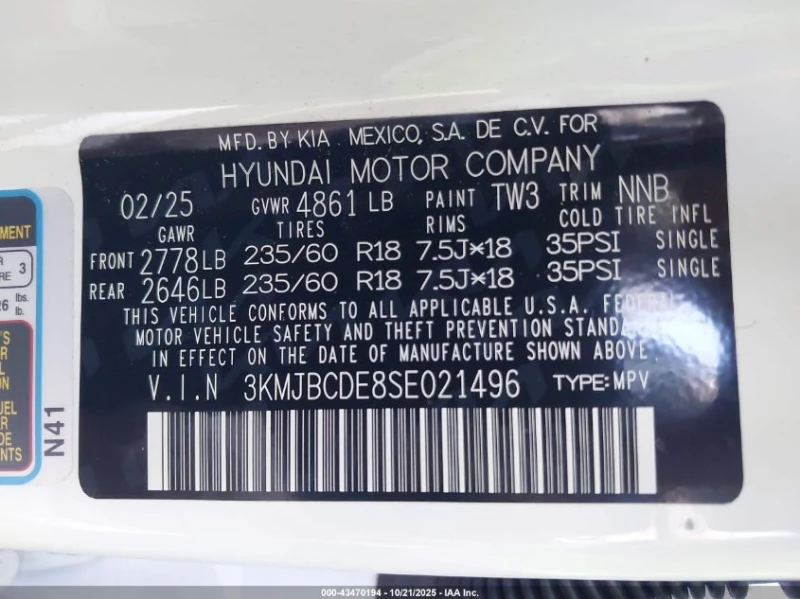 MFD. BY KIA MEXICO, S.A. DE C.V. FOR
HYUNDAI MOTOR COMPANY
02/25 GVWR 4861 LB PAINT TW3 TRIM NNB
GAWR TIRES RIMS COLD TIRE INFL
FRONT 2778LB 235/60 R18 7.5J×18 35PSI SINGLE
REAR 2646LB 235/60 R18 7.5J×18 35PSI SINGLE
THIS VEHICLE CONFORMS TO ALL APPLICABLE U.S.A. FEDERAL
MOTOR VEHICLE SAFETY AND THEFT PREVENTION STANDARDS
IN EFFECT ON THE DATE OF MANUFACTURE SHOWN ABOVE.
V.I.N 3KMJBCDE8SE021496 TYPE: MPV
3
lbs.
lb.
N41
000-43470194 - 10/21/2025 - IAA Inc.